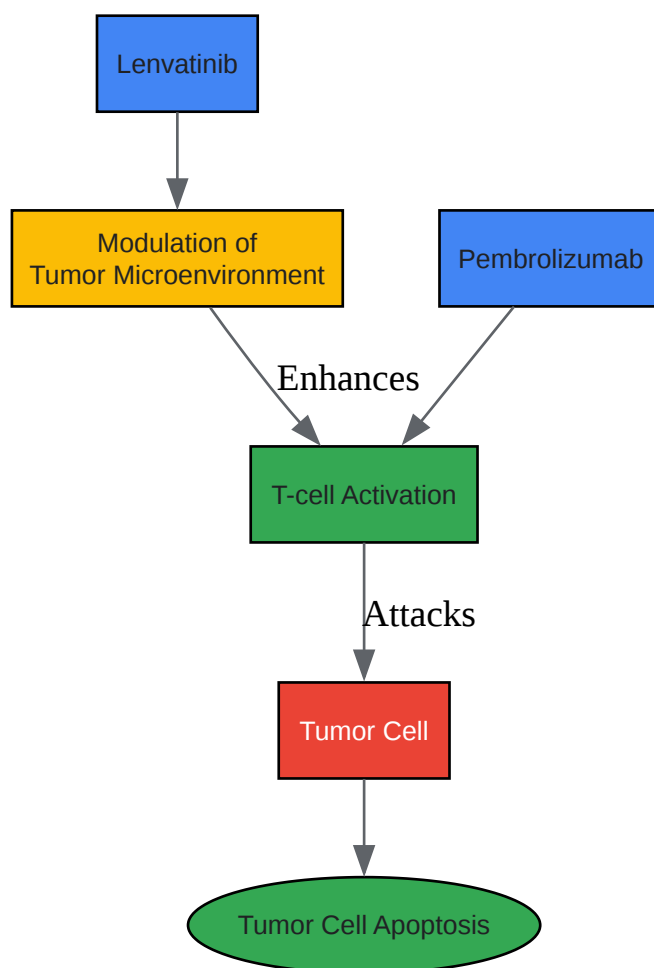 Lenvatinib
Modulation of
Tumor Microenvironment
Pembrolizumab
Enhances
T-cell Activation
Attacks
Tumor Cell
Tumor Cell Apoptosis